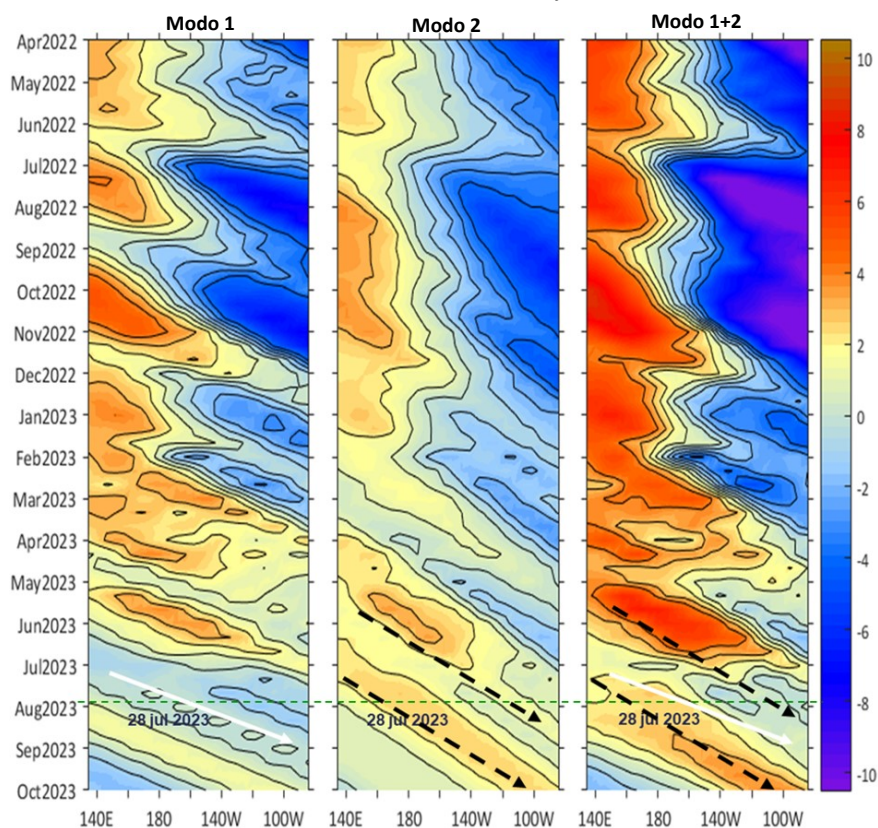 Modo 1
Modo 2
Modo 1+2
Apr2022
May2022
Jun2022
Jul2022
Aug2022
Sep2022
Oct2022
Nov2022
Dec2022
Jan2023
Feb2023
Mar2023
Apr2023
May2023
Jun2023
Jul2023
Aug2023
Sep2023
Oct2023
28 jul 2023
28 jul 2023
28 jul 2023
140E 180 140W 100W
140E 180 140W 100W
140E 180 140W 100W
10
8
6
4
2
0
-2
-4
-6
-8
-10